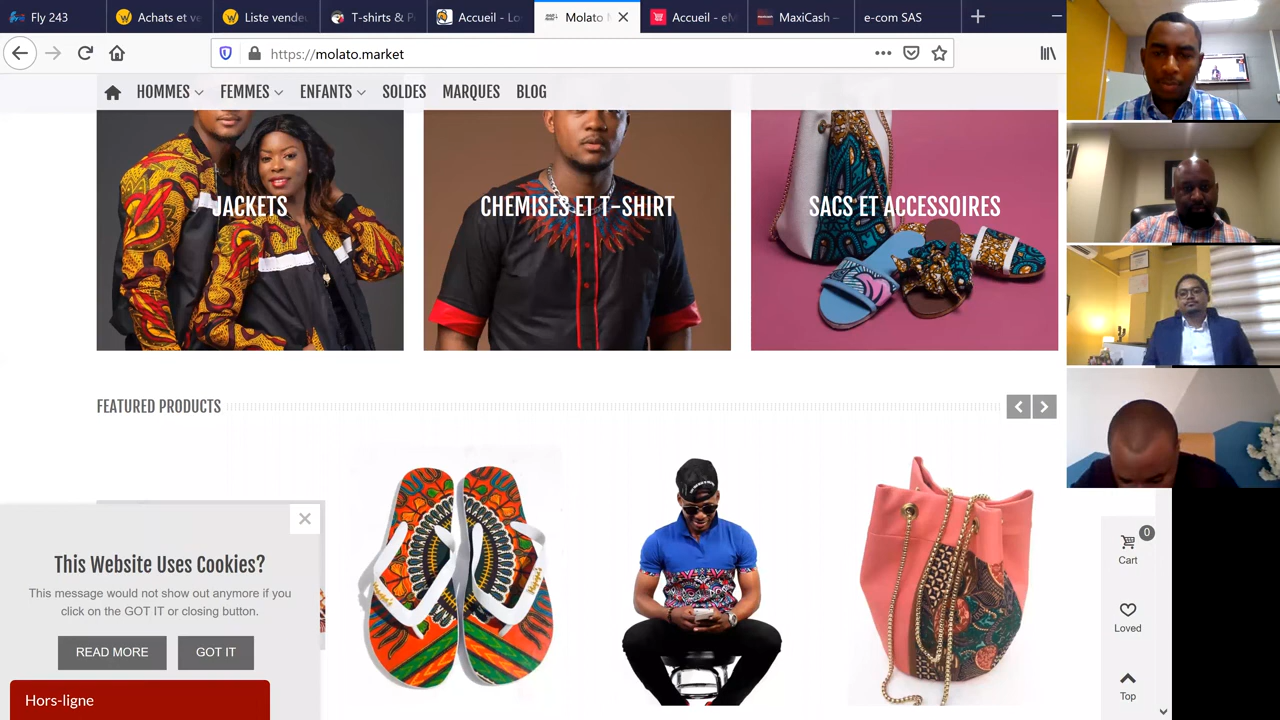 Fly 243
Achats et ve
Liste vendeu
T-shirts & P
Accueil - Lo
Molato
Accueil - eM
MaxiCash –
e-com SAS
https://molato.market
HOMMES
FEMMES
ENFANTS
SOLDES
MARQUES
BLOG
JACKETS
CHEMISES ET T-SHIRT
SACS ET ACCESSOIRES
FEATURED PRODUCTS
This Website Uses Cookies?
This message would not show out anymore if you
click on the GOT IT or closing button.
READ MORE
GOT IT
Hors-ligne
0
Cart
Loved
Top